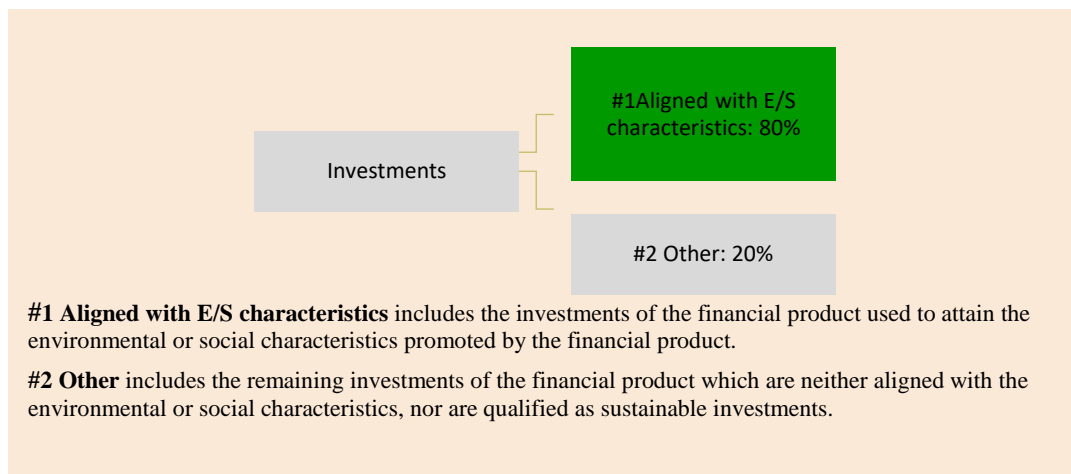 #1Aligned with E/S
characteristics: 80%
Investments
#2 Other: 20%
#1 Aligned with E/S characteristics includes the investments of the financial product used to attain the
environmental or social characteristics promoted by the financial product.
#2 Other includes the remaining investments of the financial product which are neither aligned with the
environmental or social characteristics, nor are qualified as sustainable investments.